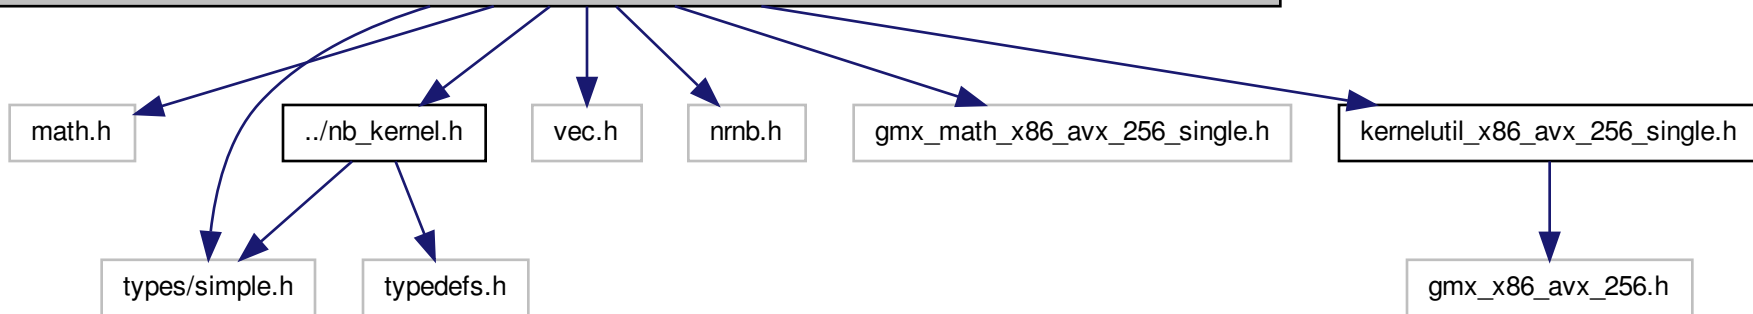 math.h
../nb_kernel.h
vec.h
nrnb.h
gmx_math_x86_avx_256_single.h
kernelutil_x86_avx_256_single.h
types/simple.h
typedefs.h
gmx_x86_avx_256.h